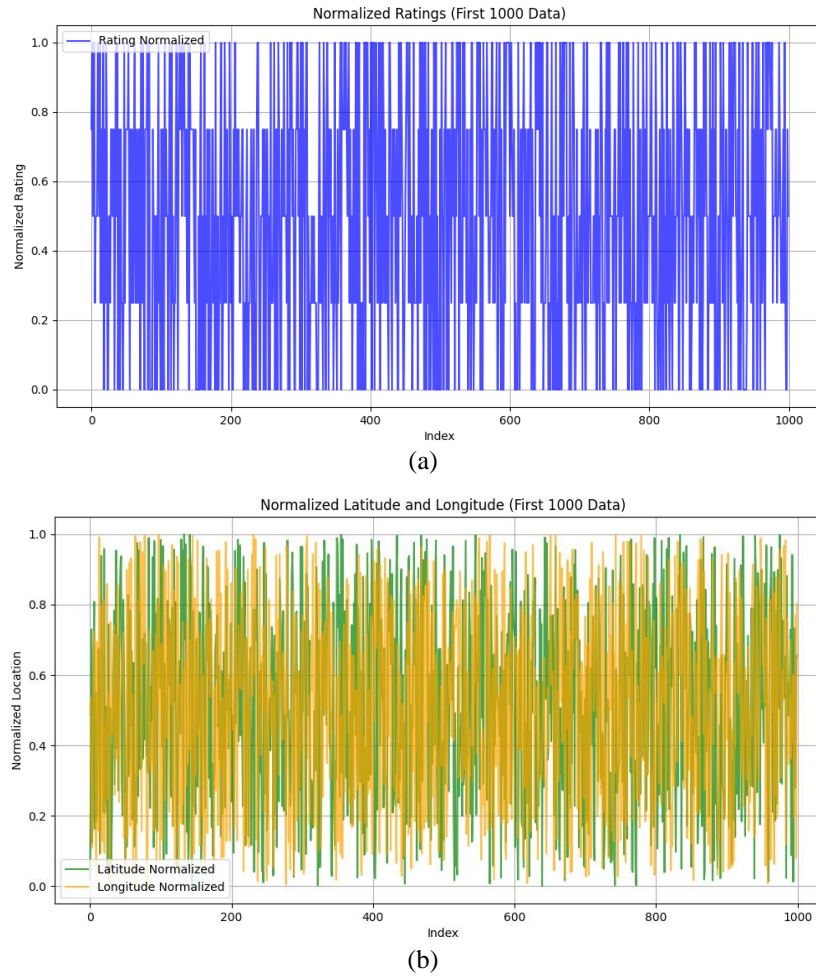 Normalized Ratings (First 1000 Data)
Rating Normalized
1.0
0.8
0.6
0.4
0.2
0.0
Normalized Rating
0 200 400 600 800 1000
Index
(a)
Normalized Latitude and Longitude (First 1000 Data)
1.0
0.8
0.6
0.4
0.2
0.0
Normalized Location
Latitude Normalized
Longitude Normalized
0 200 400 600 800 1000
Index
(b)